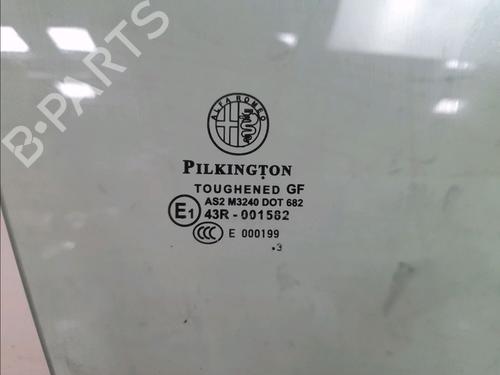 B-PARTS
ALFA ROMEO
PILKINGTON
TOUGHENED GF
AS2 M3240 DOT 682
E1 43R-001582
CCC E 000199
.3